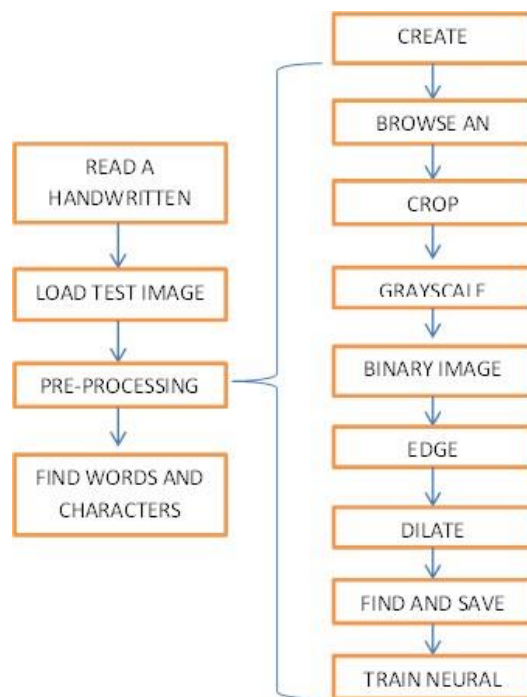 READ A
HANDWRITTEN
LOAD TEST IMAGE
PRE-PROCESSING
FIND WORDS AND
CHARACTERS
CREATE
BROWSE AN
CROP
GRAYSCALE
BINARY IMAGE
EDGE
DILATE
FIND AND SAVE
TRAIN NEURAL